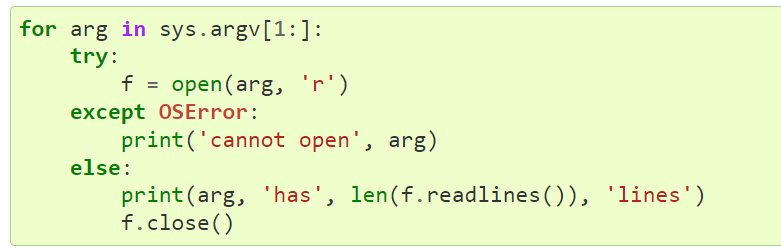 for arg in sys.argv[1:]:
    try:
        f = open(arg, 'r')
    except OSError:
        print('cannot open', arg)
    else:
        print(arg, 'has', len(f.readlines()), 'lines')
        f.close()